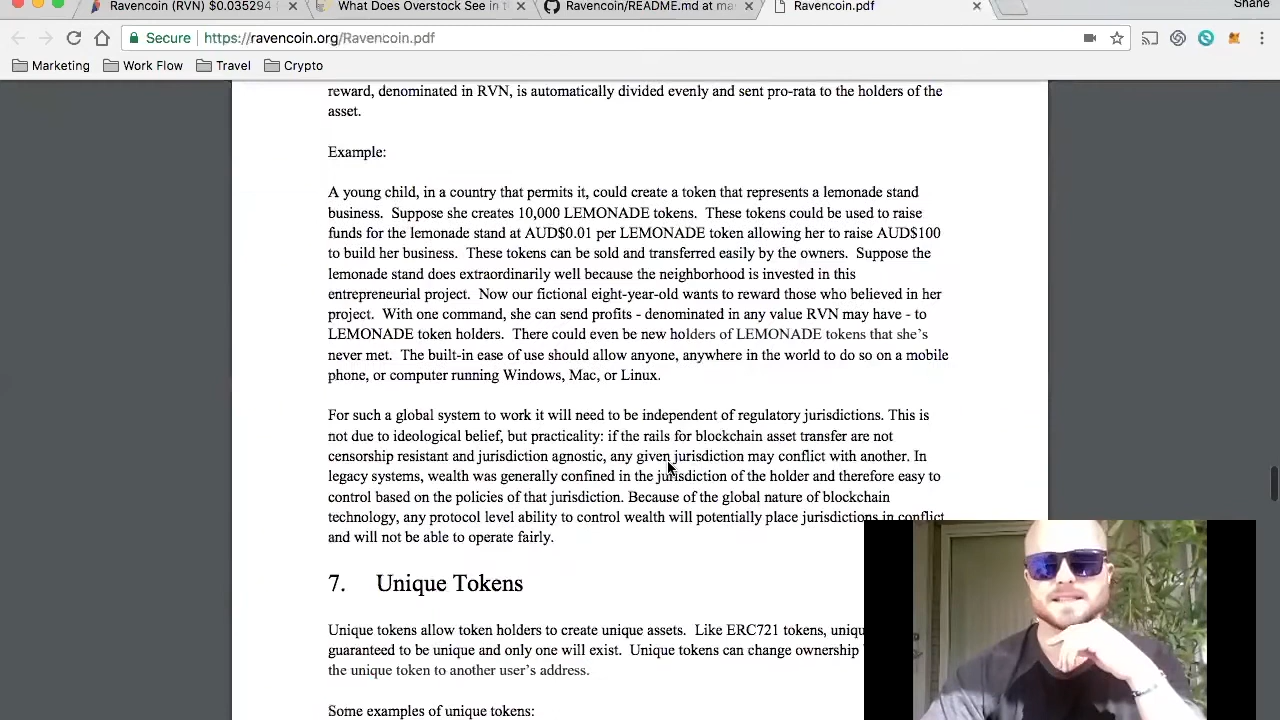 Ravencoin (RVN) $0.035294
What Does Overstock See in t
Ravencoin/README.md at ma
Ravencoin.pdf
Shane
Secure https://ravencoin.org/Ravencoin.pdf
Marketing Work Flow Travel Crypto
reward, denominated in RVN, is automatically divided evenly and sent pro-rata to the holders of the
asset.
Example:
A young child, in a country that permits it, could create a token that represents a lemonade stand
business. Suppose she creates 10,000 LEMONADE tokens. These tokens could be used to raise
funds for the lemonade stand at AUD$0.01 per LEMONADE token allowing her to raise AUD$100
to build her business. These tokens can be sold and transferred easily by the owners. Suppose the
lemonade stand does extraordinarily well because the neighborhood is invested in this
entrepreneurial project. Now our fictional eight-year-old wants to reward those who believed in her
project. With one command, she can send profits - denominated in any value RVN may have - to
LEMONADE token holders. There could even be new holders of LEMONADE tokens that she’s
never met. The built-in ease of use should allow anyone, anywhere in the world to do so on a mobile
phone, or computer running Windows, Mac, or Linux.
For such a global system to work it will need to be independent of regulatory jurisdictions. This is
not due to ideological belief, but practicality: if the rails for blockchain asset transfer are not
censorship resistant and jurisdiction agnostic, any given jurisdiction may conflict with another. In
legacy systems, wealth was generally confined in the jurisdiction of the holder and therefore easy to
control based on the policies of that jurisdiction. Because of the global nature of blockchain
technology, any protocol level ability to control wealth will potentially place jurisdictions in conflict
and will not be able to operate fairly.
7. Unique Tokens
Unique tokens allow token holders to create unique assets. Like ERC721 tokens, uniqu
guaranteed to be unique and only one will exist. Unique tokens can change ownership
the unique token to another user’s address.
Some examples of unique tokens: